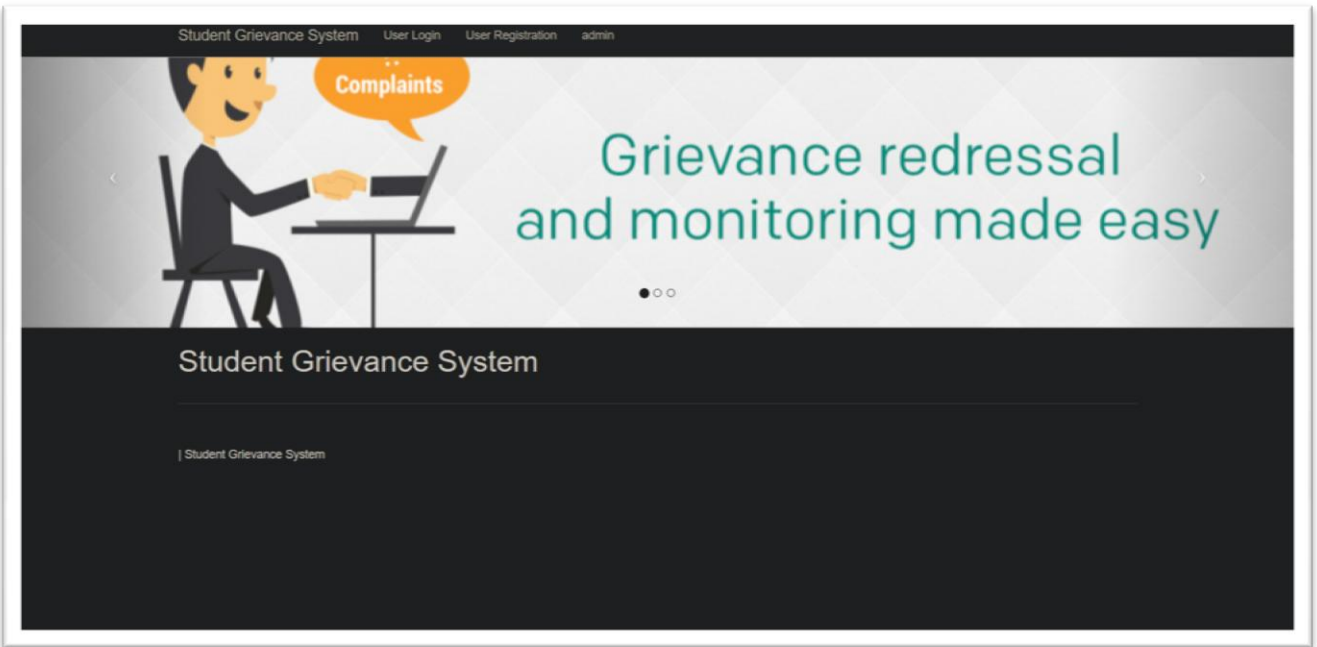 Student Grievance System User Login User Registration admin
Complaints
Grievance redressal
and monitoring made easy
Student Grievance System
| Student Grievance System